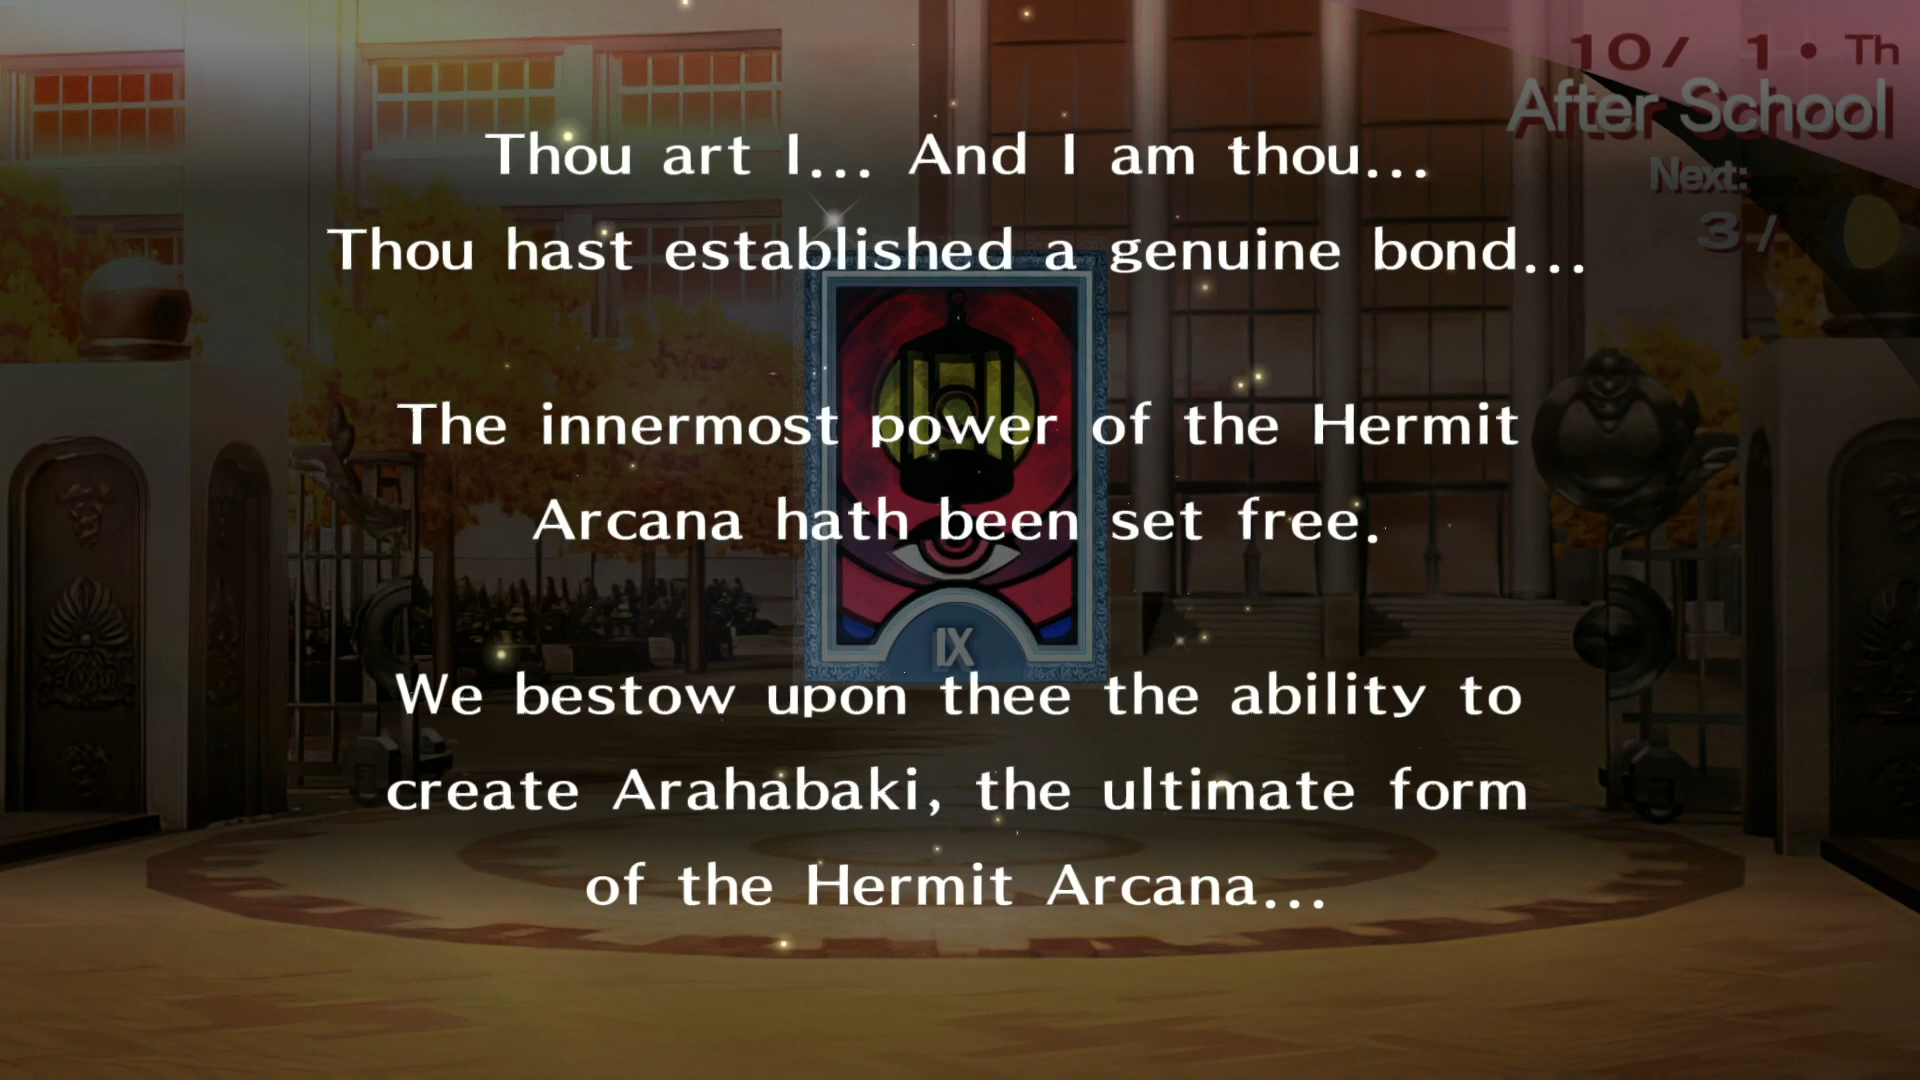 10/ 1 • Th
After School
Next:
3/
Thou art I... And I am thou...
Thou hast established a genuine bond...
The innermost power of the Hermit
Arcana hath been set free.
IX
We bestow upon thee the ability to
create Arahabaki, the ultimate form
of the Hermit Arcana...